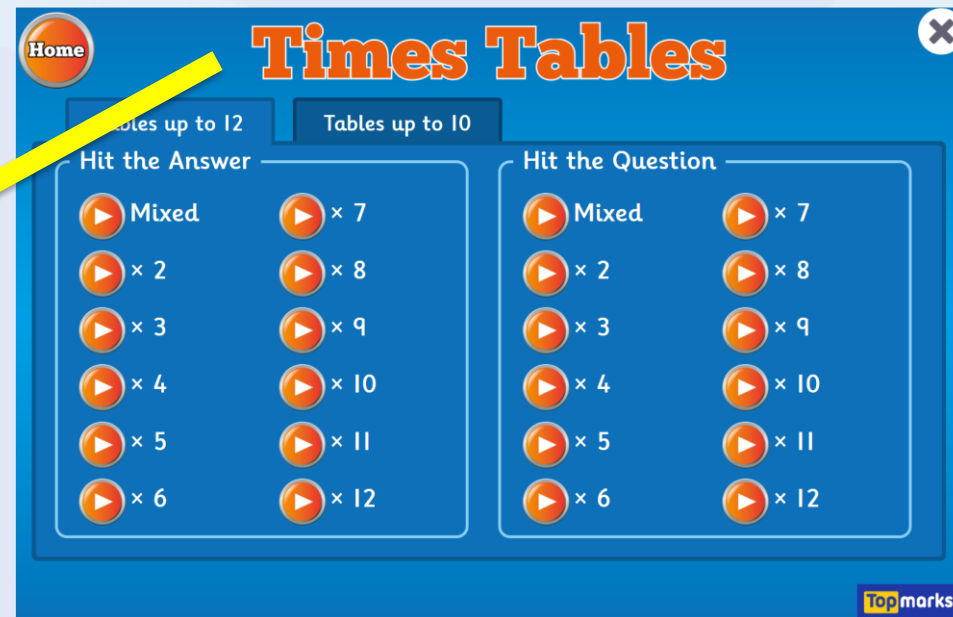 Home
Times Tables
up to 12
Tables up to 10
Hit the Answer
Mixed
× 2
× 3
× 4
× 5
× 6
× 7
× 8
× 9
× 10
× 11
× 12
Hit the Question
Mixed
× 2
× 3
× 4
× 5
× 6
× 7
× 8
× 9
× 10
× 11
× 12
Topmarks